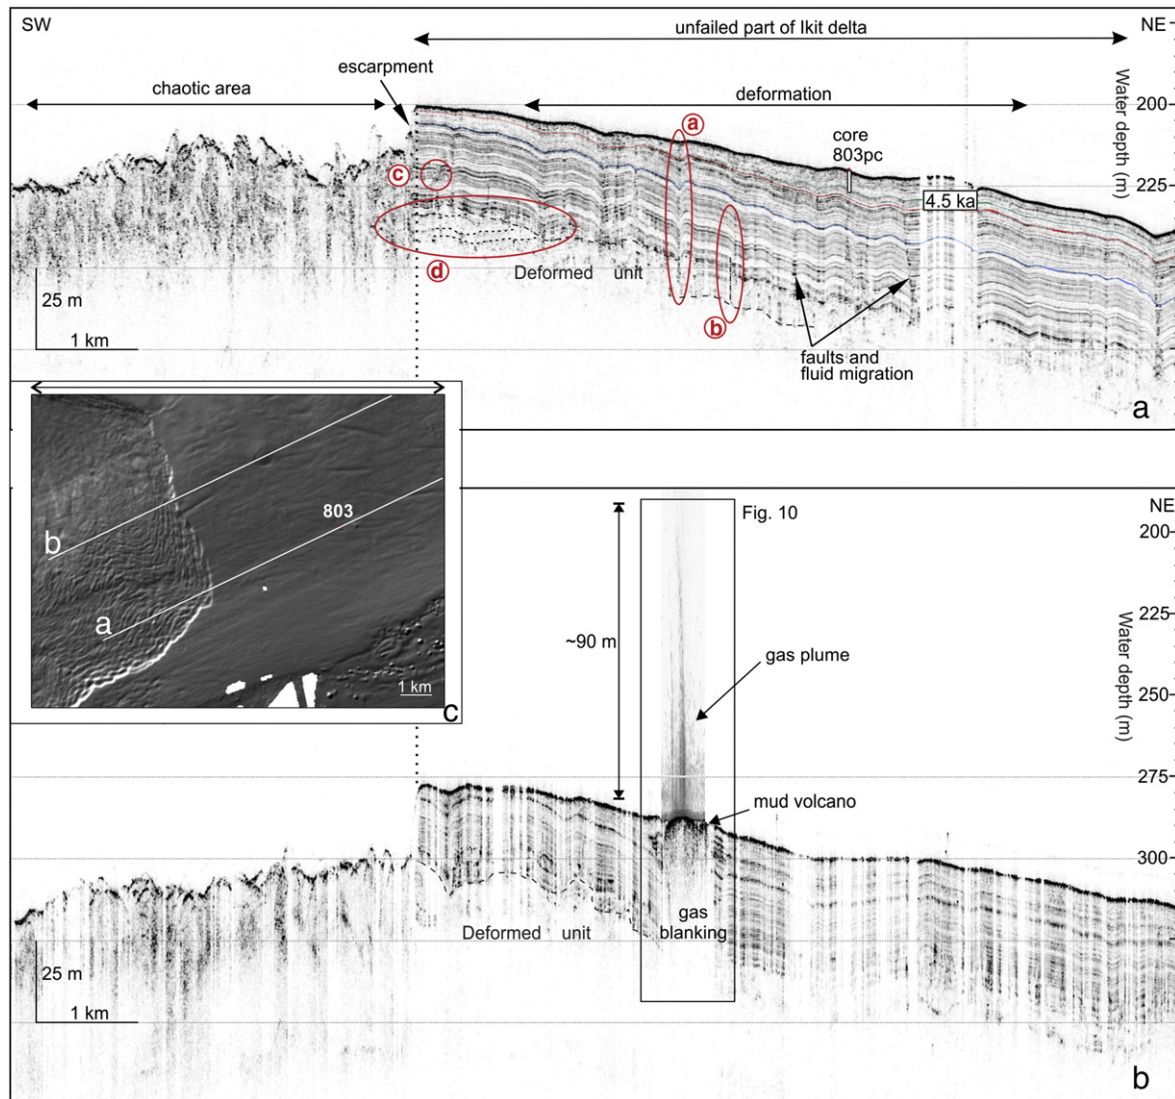 SW
unfailed part of Ikit delta
NE
escarpment
chaotic area
deformation
a
core
803pc
c
4.5 ka
d
Deformed unit
b
25 m
1 km
faults and
fluid migration
Water depth (m)
200
225
a
803
b
a
1 km
c
Fig. 10
NE
~90 m
gas plume
mud volcano
Deformed unit
gas
blanking
25 m
1 km
Water depth (m)
200
225
250
275
300
b